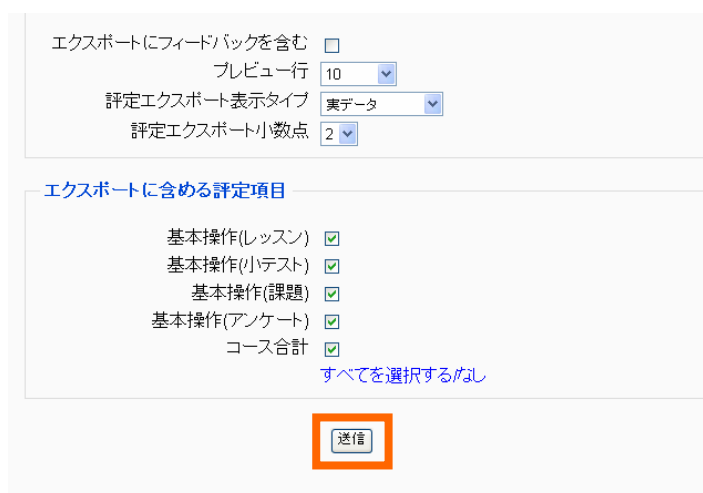 エクスポートにフィードバックを含む
プレビュー行 10
評定エクスポート表示タイプ 実データ
評定エクスポート小数点 2
エクスポートに含める評定項目
基本操作(レッスン)
基本操作(小テスト)
基本操作(課題)
基本操作(アンケート)
コース合計
すべてを選択する/なし
送信